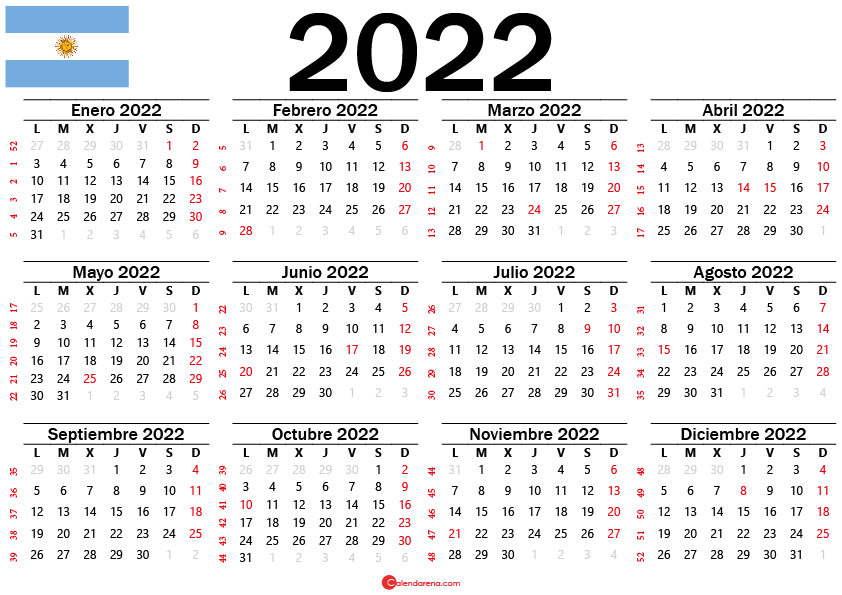 2022
Enero 2022
L M X J V S D
52 27 28 29 30 31 1 2
1 3 4 5 6 7 8 9
2 10 11 12 13 14 15 16
3 17 18 19 20 21 22 23
4 24 25 26 27 28 29 30
5 31 1 2 3 4 5 6
Febrero 2022
L M X J V S D
5 31 1 2 3 4 5 6
6 7 8 9 10 11 12 13
7 14 15 16 17 18 19 20
8 21 22 23 24 25 26 27
9 28 1 2 3 4 5 6
Marzo 2022
L M X J V S D
9 28 1 2 3 4 5 6
10 7 8 9 10 11 12 13
11 14 15 16 17 18 19 20
12 21 22 23 24 25 26 27
13 28 29 30 31 1 2 3
Abril 2022
L M X J V S D
13 28 29 30 31 1 2 3
14 4 5 6 7 8 9 10
15 11 12 13 14 15 16 17
16 18 19 20 21 22 23 24
17 25 26 27 28 29 30 1
Mayo 2022
L M X J V S D
17 25 26 27 28 29 30 1
18 2 3 4 5 6 7 8
19 9 10 11 12 13 14 15
20 16 17 18 19 20 21 22
21 23 24 25 26 27 28 29
22 30 31 1 2 3 4 5
Junio 2022
L M X J V S D
22 30 31 1 2 3 4 5
23 6 7 8 9 10 11 12
24 13 14 15 16 17 18 19
25 20 21 22 23 24 25 26
26 27 28 29 30 1 2 3
Julio 2022
L M X J V S D
26 27 28 29 30 1 2 3
27 4 5 6 7 8 9 10
28 11 12 13 14 15 16 17
29 18 19 20 21 22 23 24
30 25 26 27 28 29 30 31
Agosto 2022
L M X J V S D
31 1 2 3 4 5 6 7
32 8 9 10 11 12 13 14
33 15 16 17 18 19 20 21
34 22 23 24 25 26 27 28
35 29 30 31 1 2 3 4
Septiembre 2022
L M X J V S D
35 29 30 31 1 2 3 4
36 5 6 7 8 9 10 11
37 12 13 14 15 16 17 18
38 19 20 21 22 23 24 25
39 26 27 28 29 30 1 2
Octubre 2022
L M X J V S D
39 26 27 28 29 30 1 2
40 3 4 5 6 7 8 9
41 10 11 12 13 14 15 16
42 17 18 19 20 21 22 23
43 24 25 26 27 28 29 30
44 31 1 2 3 4 5 6
Noviembre 2022
L M X J V S D
44 31 1 2 3 4 5 6
45 7 8 9 10 11 12 13
46 14 15 16 17 18 19 20
47 21 22 23 24 25 26 27
48 28 29 30 1 2 3 4
Diciembre 2022
L M X J V S D
48 28 29 30 1 2 3 4
49 5 6 7 8 9 10 11
50 12 13 14 15 16 17 18
51 19 20 21 22 23 24 25
52 26 27 28 29 30 31 1
Calendarena.com